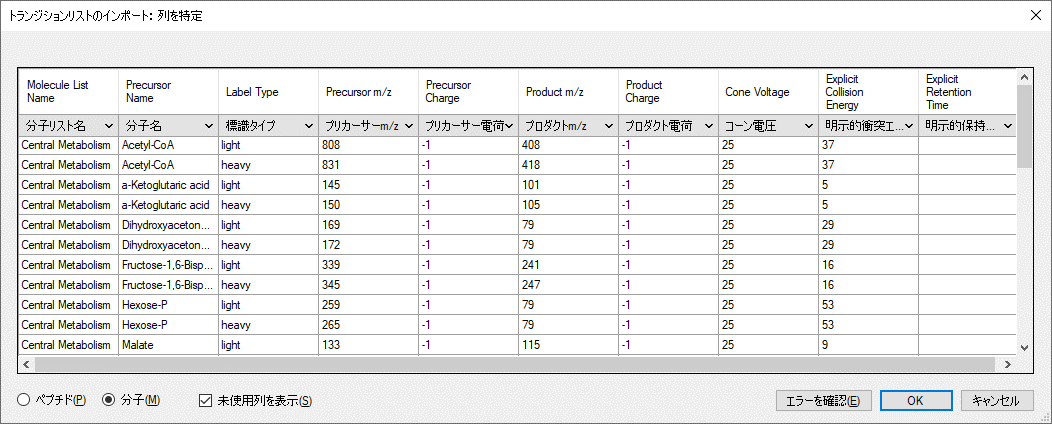 トランジションリストのインポート: 列を特定
Molecule List Name Precursor Name Label Type Precursor m/z Precursor Charge Product m/z Product Charge Cone Voltage Explicit Collision Energy Explicit Retention Time
分子リスト名 分子名 標識タイプ プリカーサーm/z プリカーサー電荷 プロダクトm/z プロダクト電荷 コーン電圧 明示的衝突エ... 明示的保持...
Central Metabolism Acetyl-CoA light 808 -1 408 -1 25 37
Central Metabolism Acetyl-CoA heavy 831 -1 418 -1 25 37
Central Metabolism a-Ketoglutaric acid light 145 -1 101 -1 25 5
Central Metabolism a-Ketoglutaric acid heavy 150 -1 105 -1 25 5
Central Metabolism Dihydroxyaceton... light 169 -1 79 -1 25 29
Central Metabolism Dihydroxyaceton... heavy 172 -1 79 -1 25 29
Central Metabolism Fructose-1,6-Bisp... light 339 -1 241 -1 25 16
Central Metabolism Fructose-1,6-Bisp... heavy 345 -1 247 -1 25 16
Central Metabolism Hexose-P light 259 -1 79 -1 25 53
Central Metabolism Hexose-P heavy 265 -1 79 -1 25 53
Central Metabolism Malate light 133 -1 115 -1 25 9
ペプチド(P) 分子(M) 未使用列を表示(S) エラーを確認(E) OK キャンセル